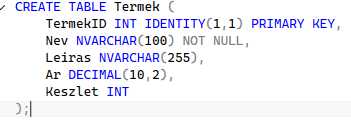 CREATE TABLE Termek (
    TermekID INT IDENTITY(1,1) PRIMARY KEY,
    Nev NVARCHAR(100) NOT NULL,
    Leiras NVARCHAR(255),
    Ar DECIMAL(10,2),
    Keszlet INT
);